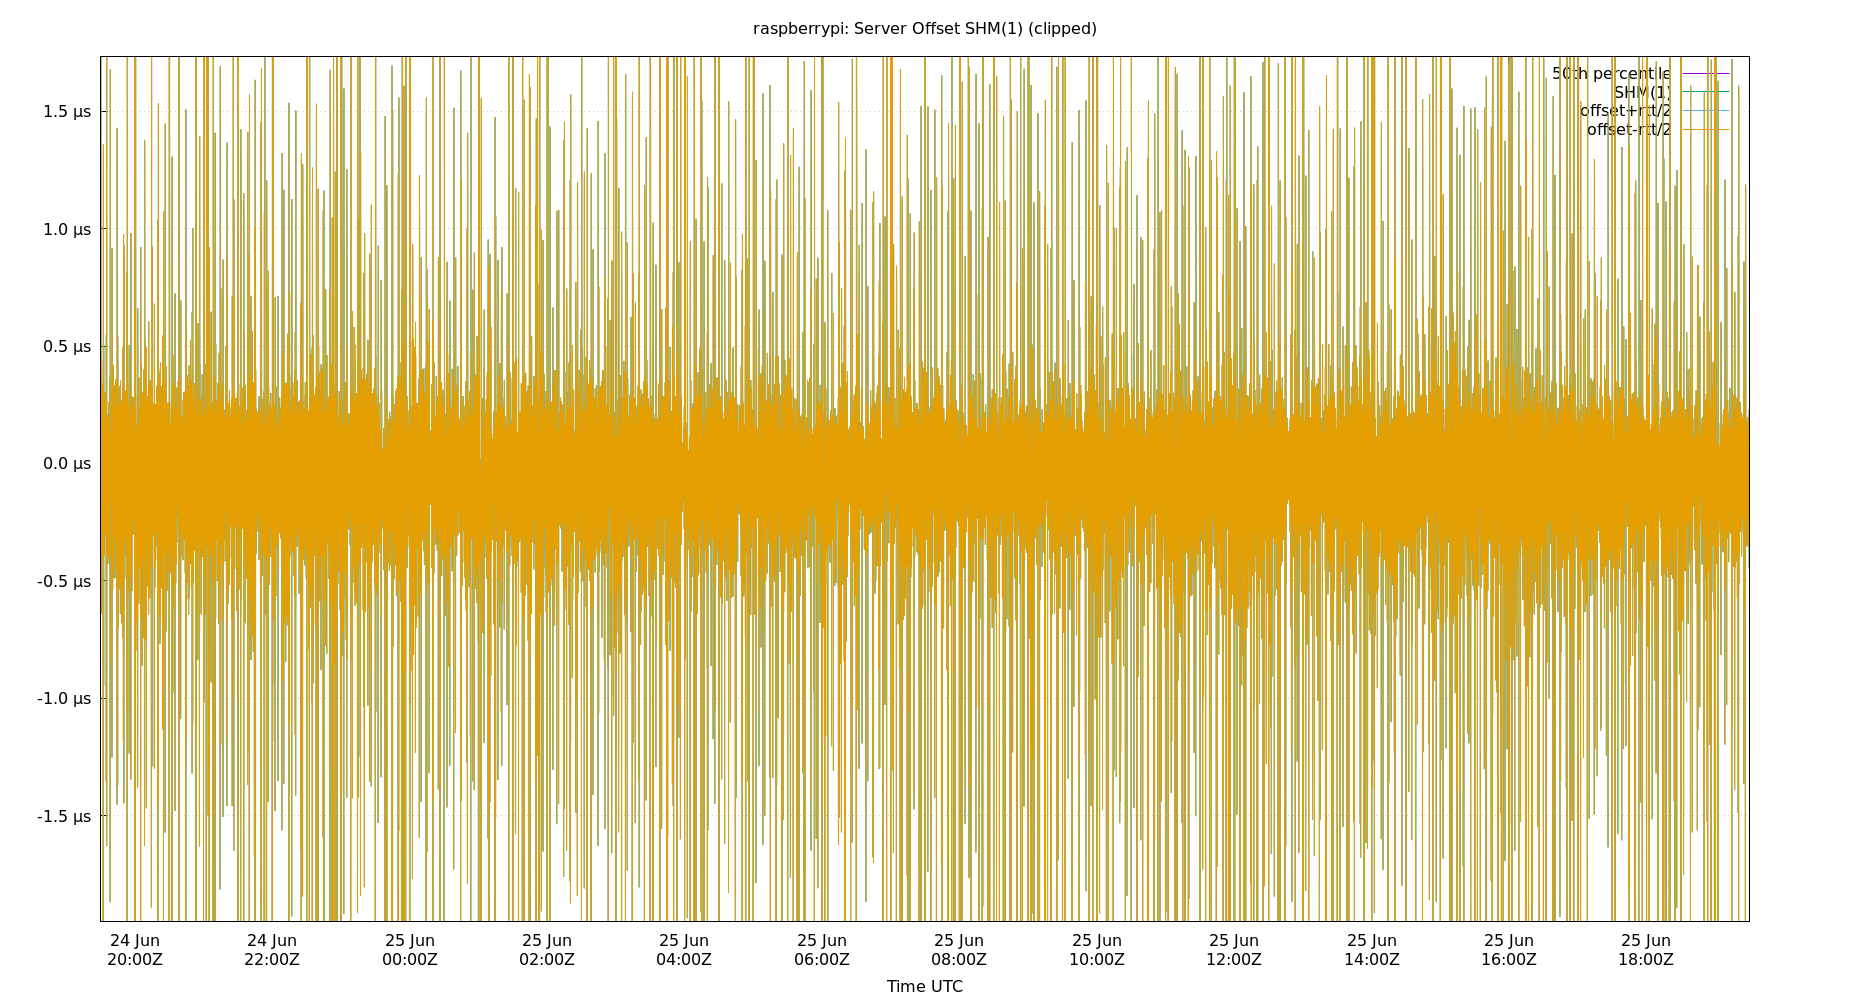 raspberrypi: Server Offset SHM(1) (clipped)
50th percentile
SHM(1)
offset+rtt/2
offset-rtt/2
1.5 µs
1.0 µs
0.5 µs
0.0 µs
-0.5 µs
-1.0 µs
-1.5 µs
24 Jun 24 Jun 25 Jun 25 Jun 25 Jun 25 Jun 25 Jun 25 Jun 25 Jun 25 Jun 25 Jun 25 Jun
20:00Z 22:00Z 00:00Z 02:00Z 04:00Z 06:00Z 08:00Z 10:00Z 12:00Z 14:00Z 16:00Z 18:00Z
Time UTC